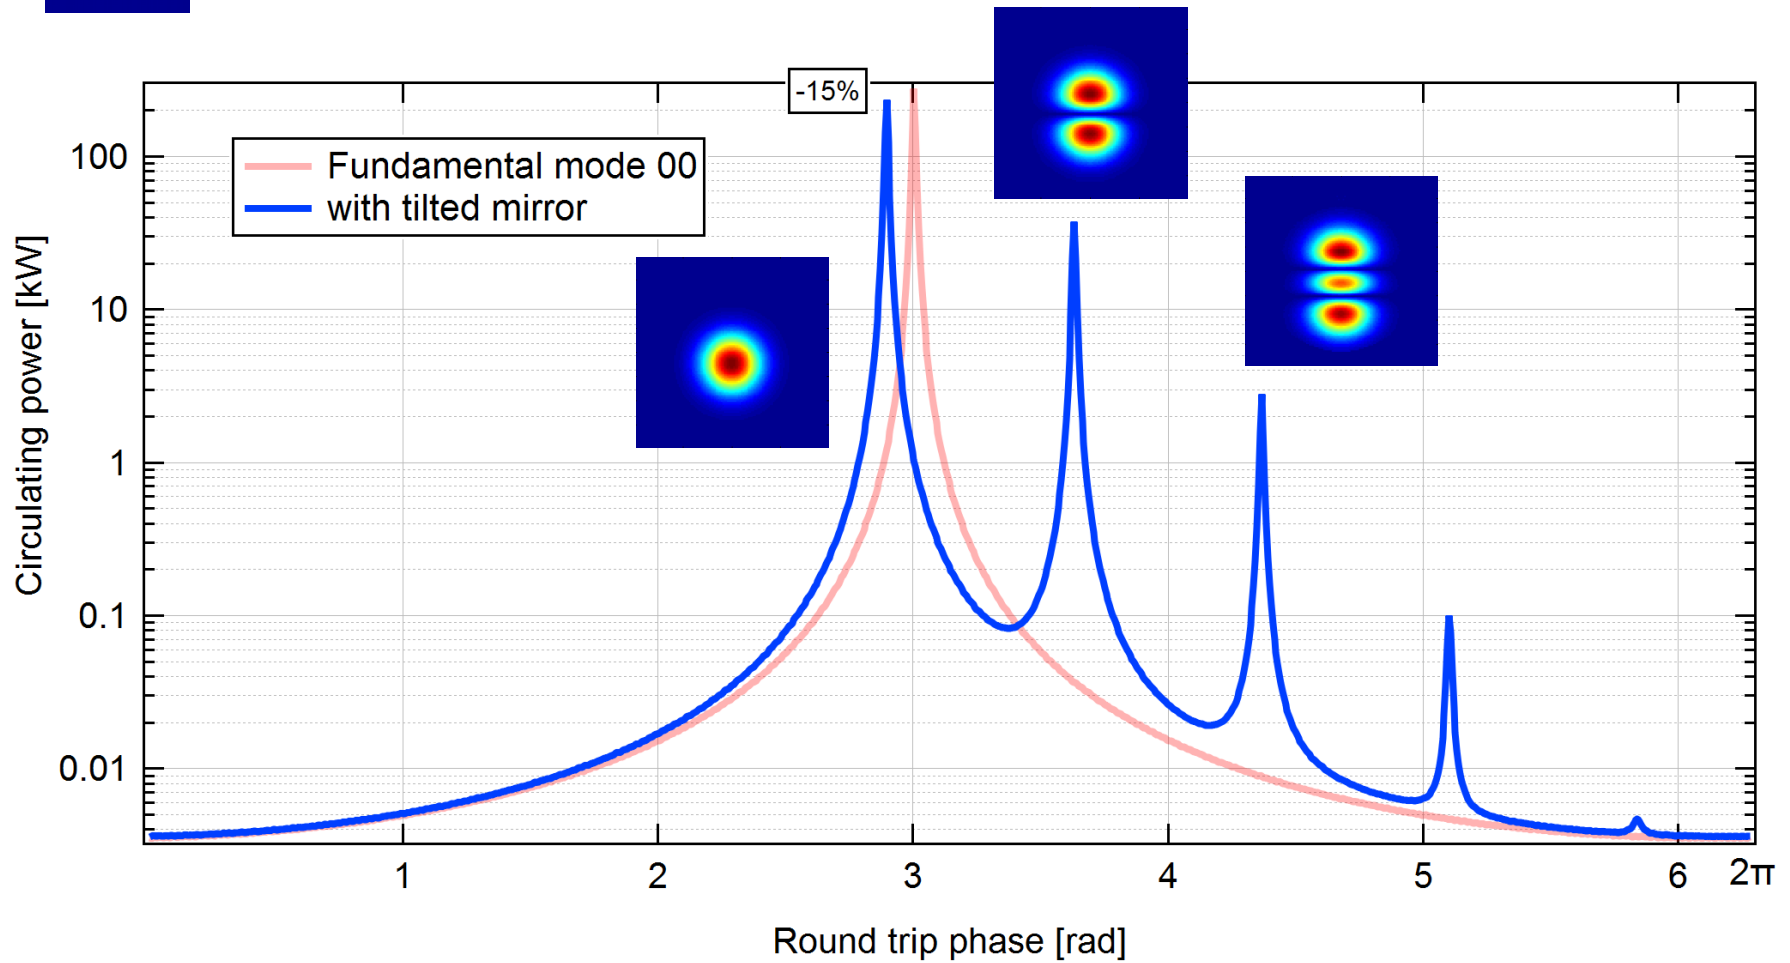 -15%
Fundamental mode 00
with tilted mirror
Circulating power [kW]
100
10
1
0.1
0.01
1
2
3
4
5
6
2π
Round trip phase [rad]